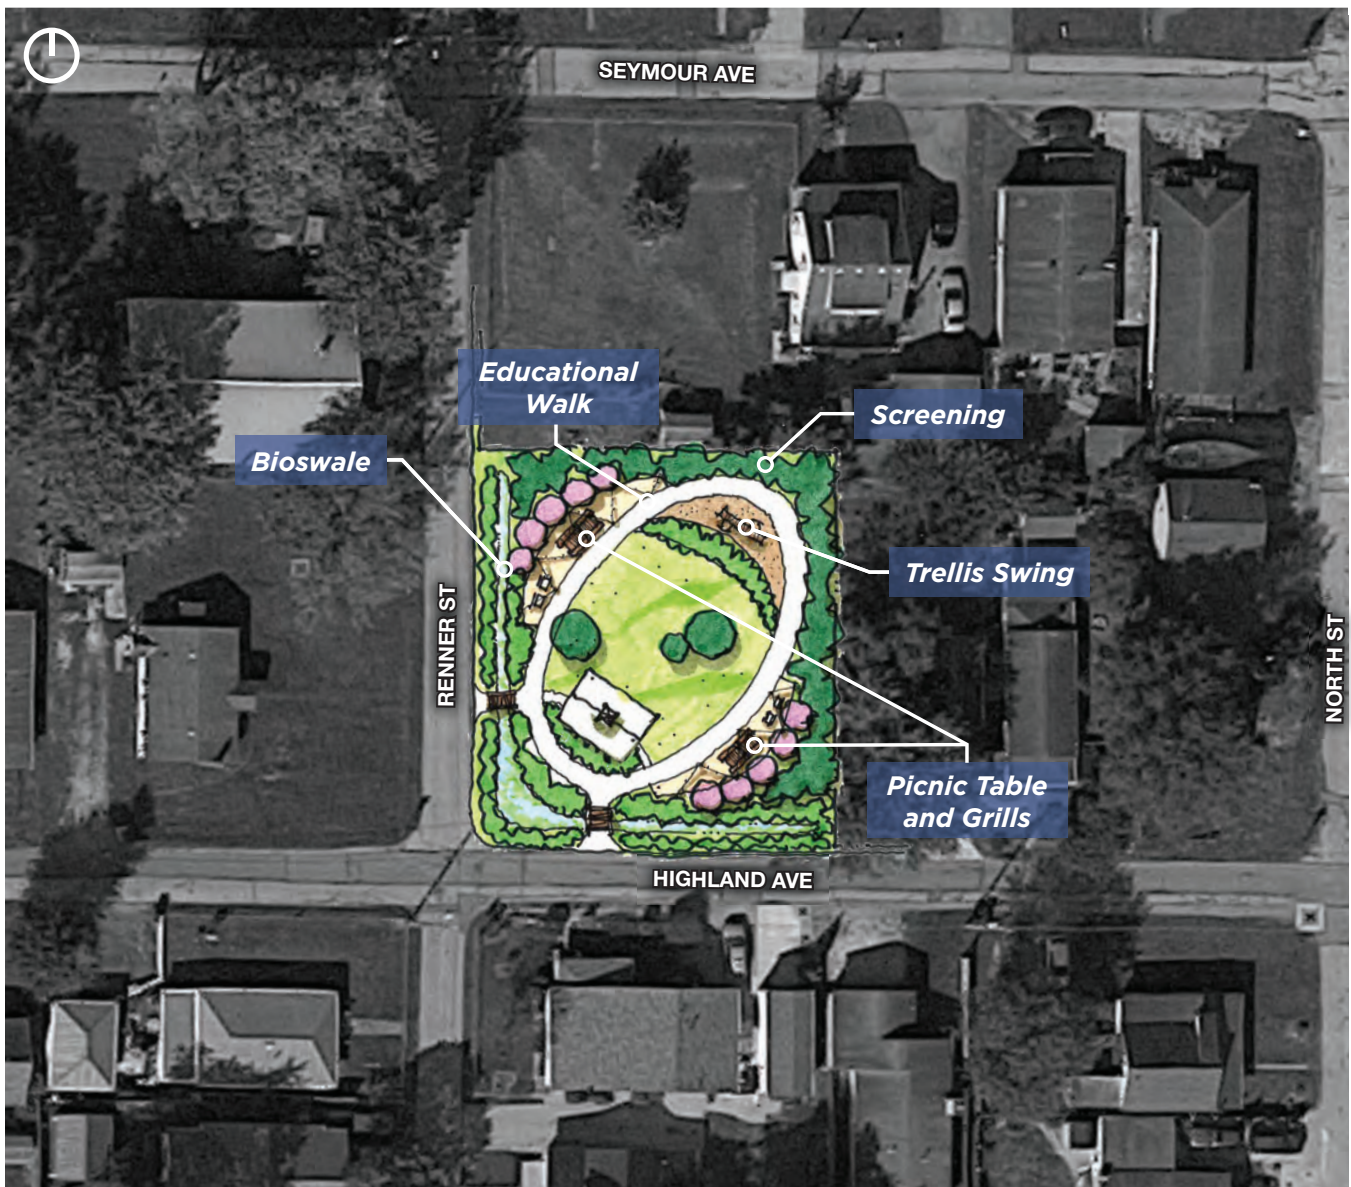 SEYMOUR AVE
Educational
Walk
Screening
Bioswale
Trellis Swing
RENNER ST
NORTH ST
Picnic Table
and Grills
HIGHLAND AVE